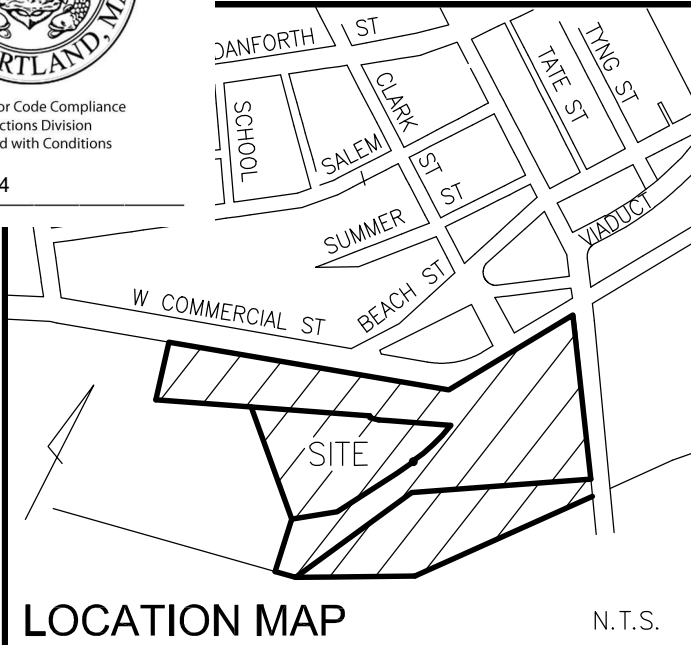 RTLAND, M
or Code Compliance
ctions Division
d with Conditions
4
DANFORTH ST
SCHOOL
CLARK ST
TATE ST
TYNG ST
SALEM ST
SUMMER
VIADUCT
BEACH ST
W COMMERCIAL ST
SITE
LOCATION MAP
N.T.S.